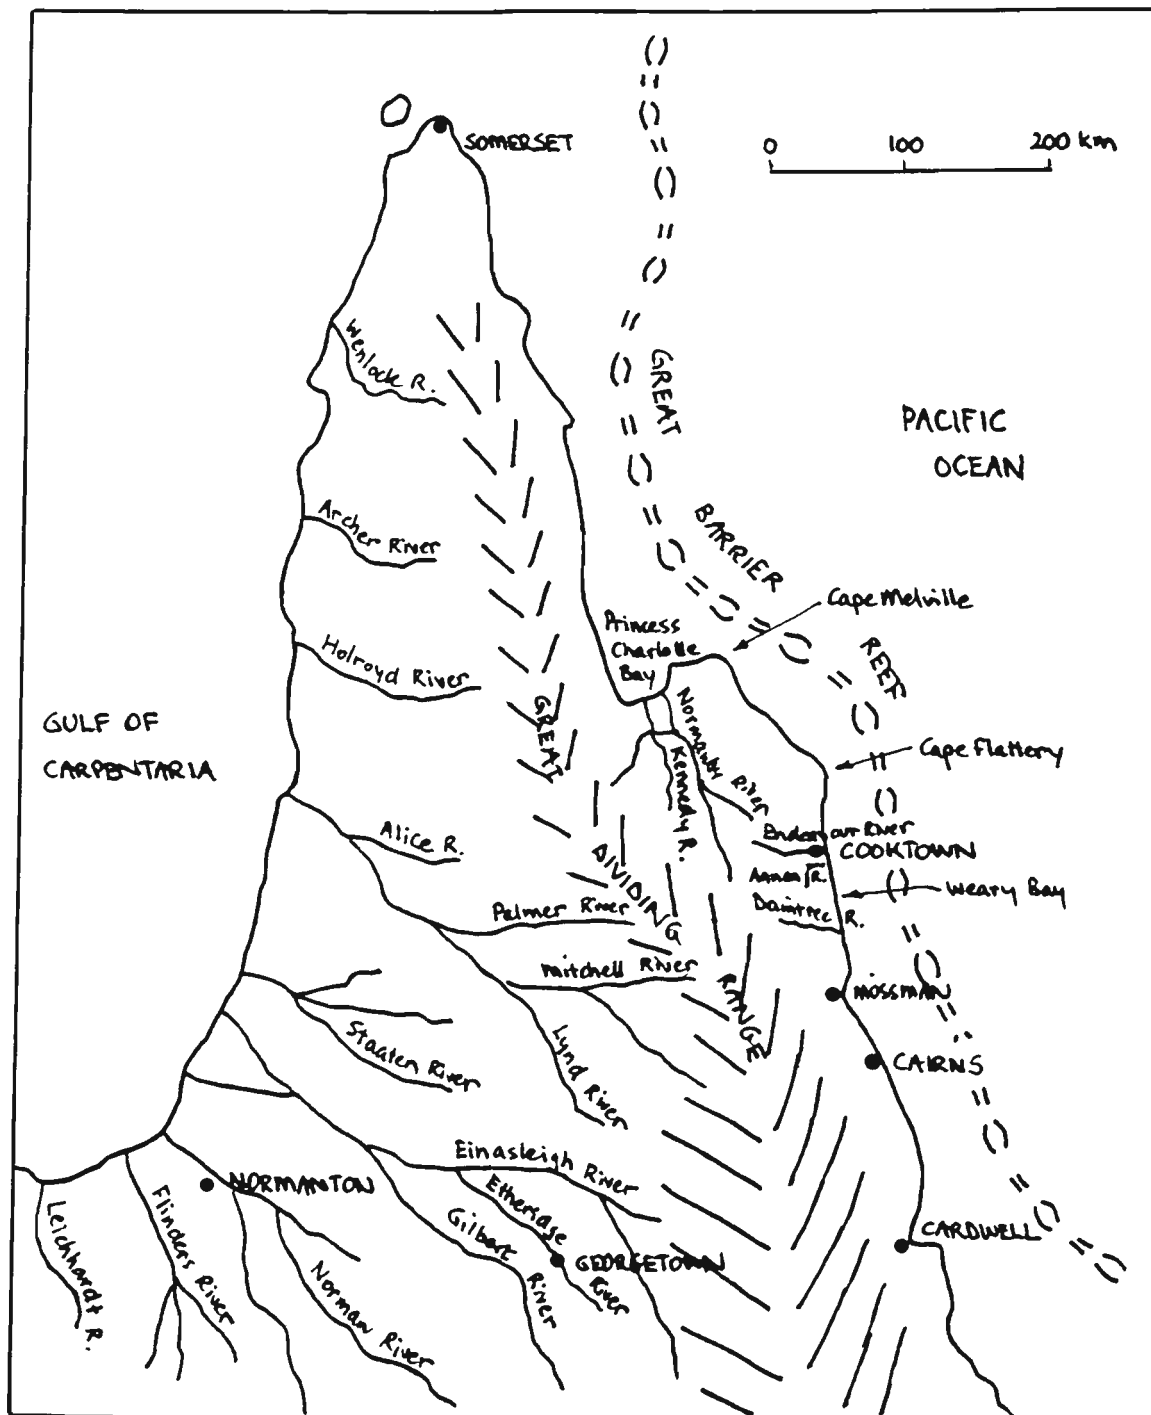 SOMERSET
0 100 200 km
Wenlock R.
GREAT
BARRIER
REEF
PACIFIC
OCEAN
Archer River
Cape Melville
Princess
Charlotte
Bay
Holroyd River
GULF OF
CARPENTARIA
GREAT
DIVIDING
RANGE
Normanby River
Kennedy R.
Cape Flattery
Endeavour River
COOKTOWN
Alice R.
Annan R.
Weary Bay
Daintree R.
Palmer River
Mitchell River
MOSSMAN
Staaten River
Lynd River
CAIRNS
Einasleigh River
NORMANTON
Etheridge
River
Gilbert River
GEORGETOWN
CARDWELL
Leichhardt R.
Flinders River
Norman River